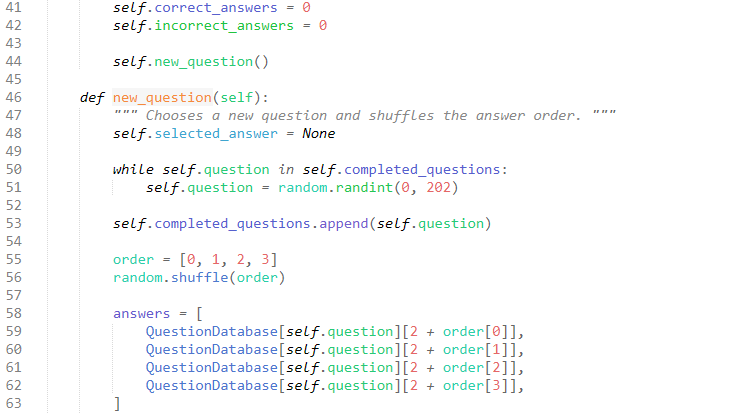 41 self.correct_answers = 0
42 self.incorrect_answers = 0
43
44 self.new_question()
45
46 def new_question(self):
47 """ Chooses a new question and shuffles the answer order. """
48 self.selected_answer = None
49
50 while self.question in self.completed_questions:
51 self.question = random.randint(0, 202)
52
53 self.completed_questions.append(self.question)
54
55 order = [0, 1, 2, 3]
56 random.shuffle(order)
57
58 answers = [
59 QuestionDatabase[self.question][2 + order[0]],
60 QuestionDatabase[self.question][2 + order[1]],
61 QuestionDatabase[self.question][2 + order[2]],
62 QuestionDatabase[self.question][2 + order[3]],
63 ]